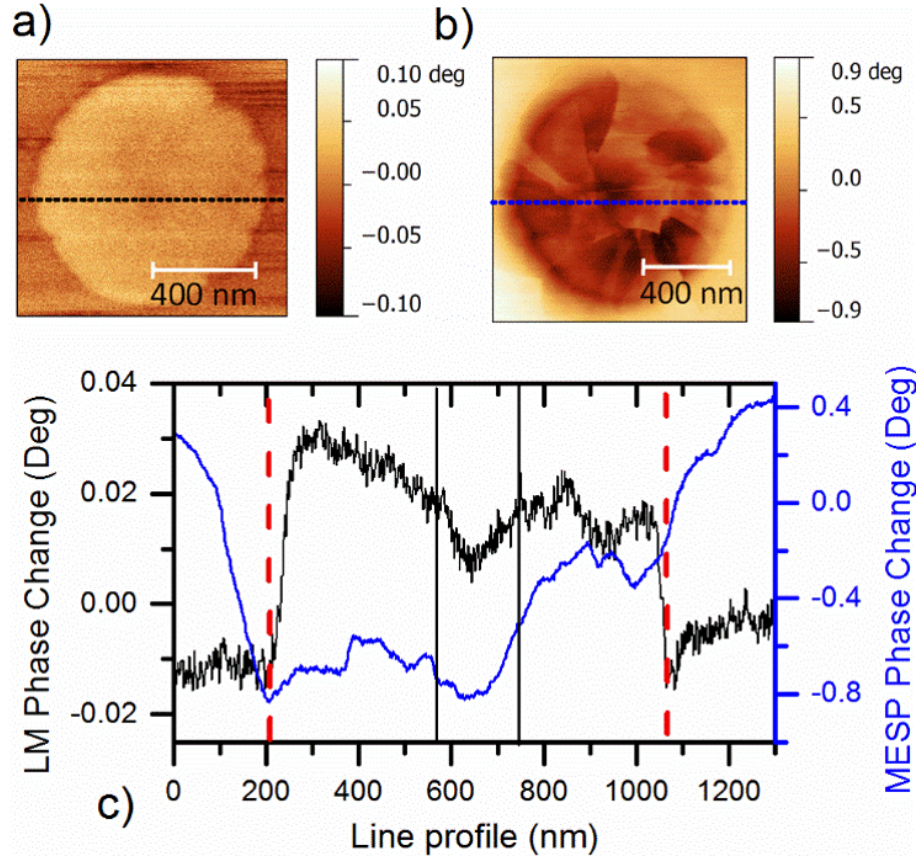 a)
0.10 deg
0.05
−0.00
−0.05
−0.10
400 nm
b)
0.9 deg
0.5
0.0
−0.5
−0.9
400 nm
LM Phase Change (Deg)
0.04
0.02
0.00
-0.02
MESP Phase Change (Deg)
0.4
0.0
-0.4
-0.8
0 200 400 600 800 1000 1200
c)
Line profile (nm)